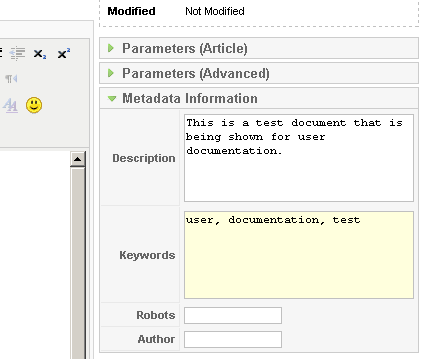 Modified Not Modified
Parameters (Article)
Parameters (Advanced)
Metadata Information
Description
This is a test document that is
being shown for user
documentation.
Keywords
user, documentation, test
Robots
Author